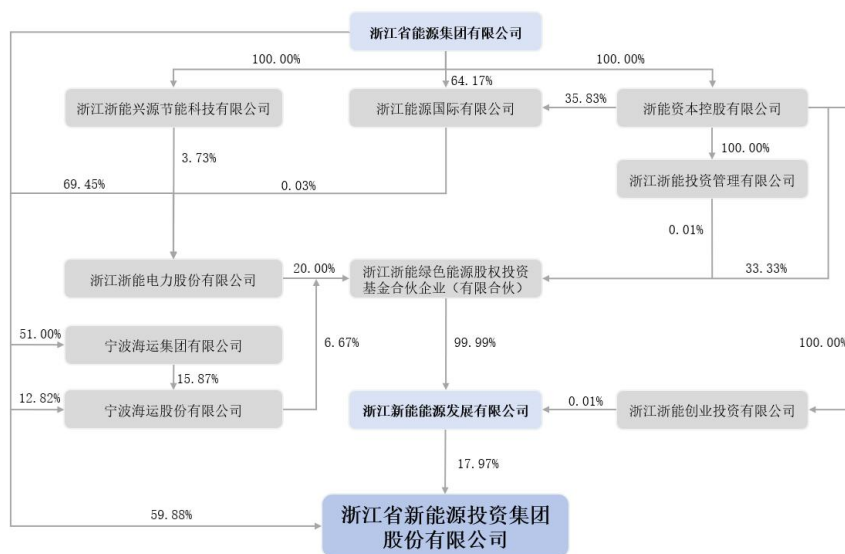 浙江省能源集团有限公司
100.00%
64.17%
100.00%
浙江浙能兴源节能科技有限公司
浙江能源国际有限公司
35.83%
浙能资本控股有限公司
3.73%
100.00%
69.45%
0.03%
浙江浙能投资管理有限公司
0.01%
浙江浙能电力股份有限公司
20.00%
浙江浙能绿色能源股权投资
基金合伙企业（有限合伙）
33.33%
51.00%
宁波海运集团有限公司
6.67%
99.99%
100.00%
15.87%
12.82%
宁波海运股份有限公司
浙江新能能源发展有限公司
0.01%
浙江浙能创业投资有限公司
17.97%
59.88%
浙江省新能源投资集团
股份有限公司